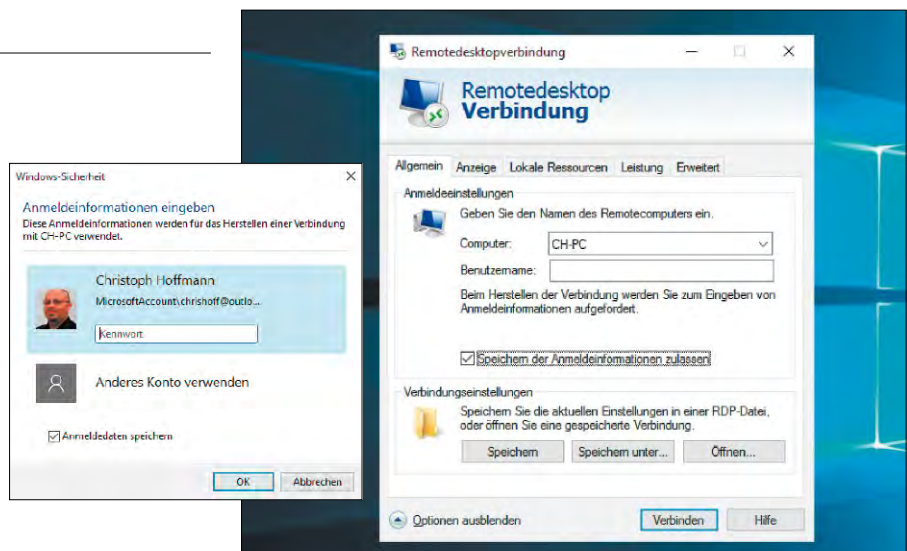 Windows-Sicherheit
Anmeldeinformationen eingeben
Diese Anmeldeinformationen werden für das Herstellen einer Verbindung
mit CH-PC verwendet.
Christoph Hoffmann
MicrosoftAccount\chrishoff@outlo...
Kennwort
Anderes Konto verwenden
Anmeldedaten speichern
OK
Abbrechen
Remotedesktopverbindung
Remotedesktop
Verbindung
Allgemein Anzeige Lokale Ressourcen Leistung Erweitert
Anmeldeeinstellungen
Geben Sie den Namen des Remotecomputers ein.
Computer: CH-PC
Benutzername:
Beim Herstellen der Verbindung werden Sie zum Eingeben von
Anmeldeinformationen aufgefordert.
Speichern der Anmeldeinformationen zulassen
Verbindungseinstellungen
Speichern Sie die aktuellen Einstellungen in einer RDP-Datei,
oder öffnen Sie eine gespeicherte Verbindung.
Speichern Speichern unter... Öffnen...
Optionen ausblenden Verbinden Hilfe